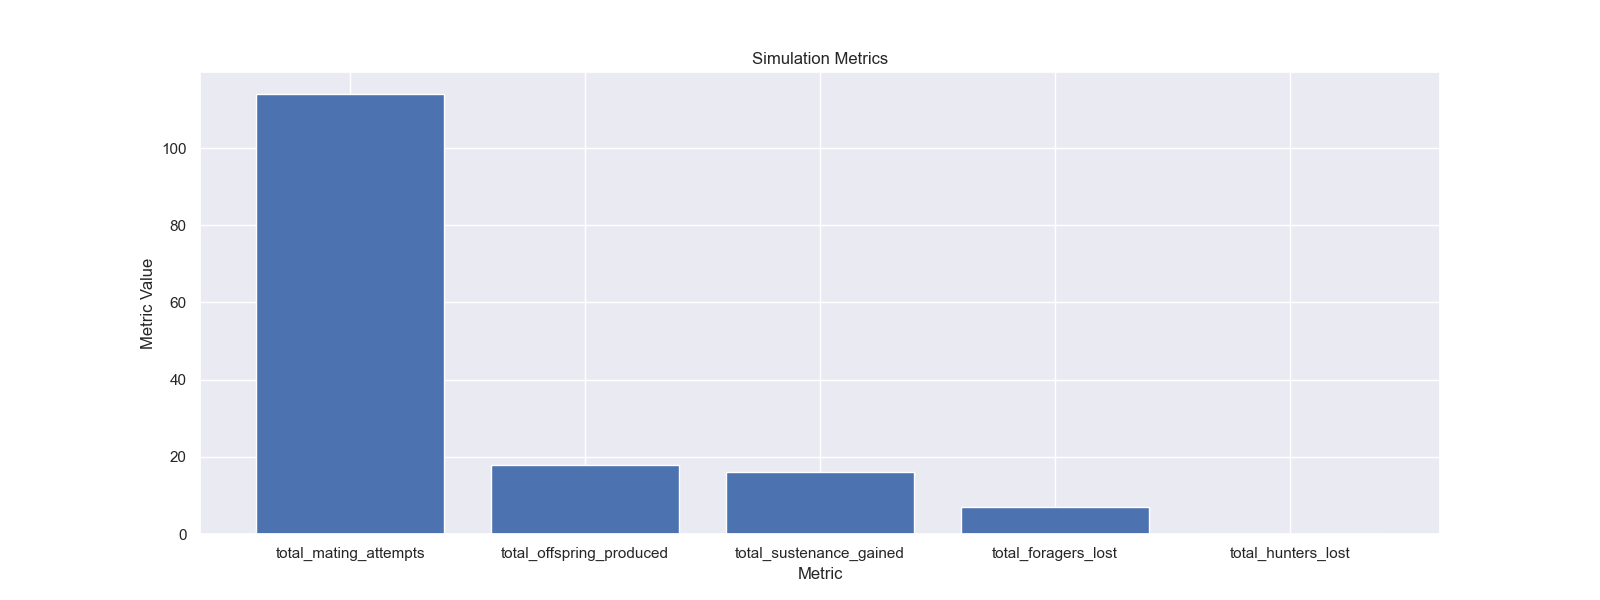 Simulation Metrics
Metric Value
100
80
60
40
20
0
total_mating_attempts
total_offspring_produced
total_sustenance_gained
total_foragers_lost
total_hunters_lost
Metric